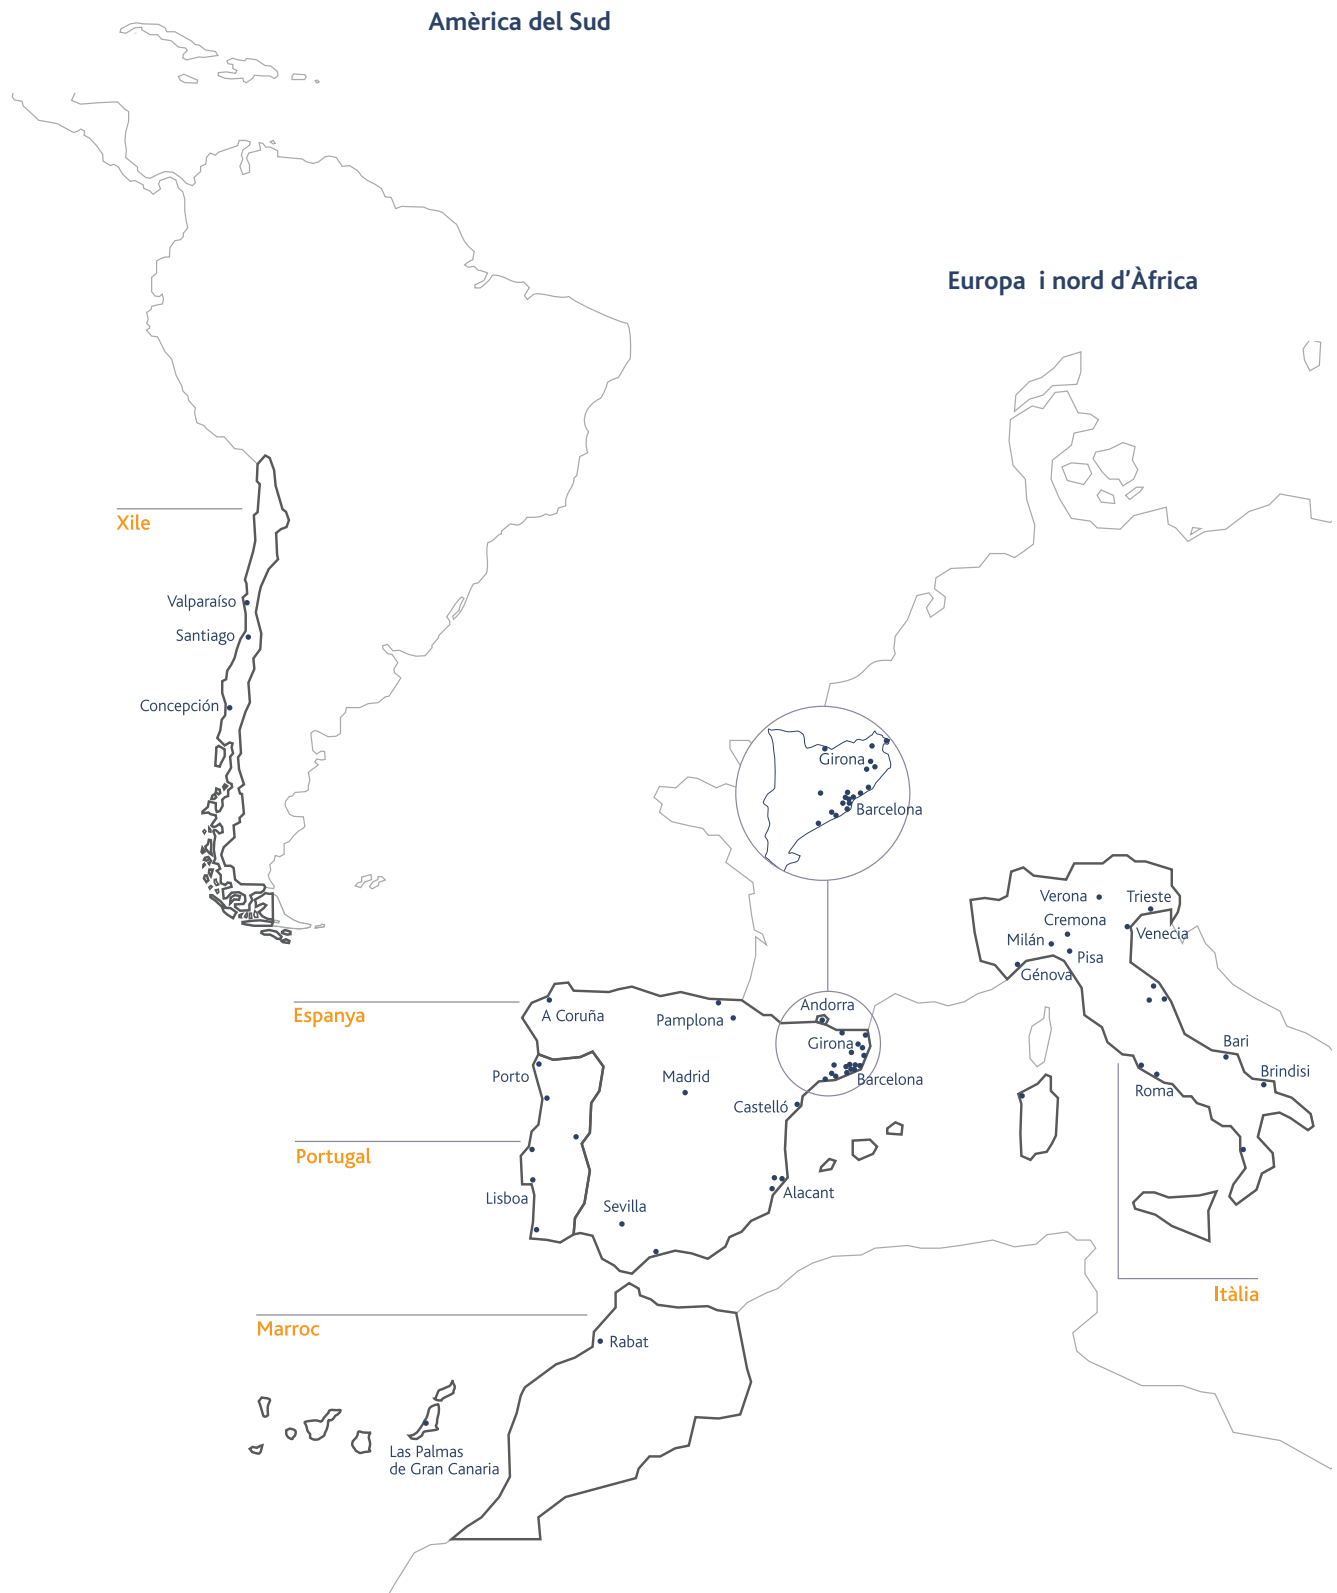 Amèrica del Sud
Europa i nord d'Àfrica
Xile
Valparaíso
Santiago
Concepción
Girona
Barcelona
Verona
Trieste
Cremona
Venecia
Milán
Pisa
Génova
Espanya
A Coruña
Pamplona
Andorra
Girona
Barcelona
Porto
Madrid
Castelló
Bari
Brindisi
Roma
Portugal
Lisboa
Sevilla
Alacant
Itàlia
Marroc
Rabat
Las Palmas
de Gran Canaria